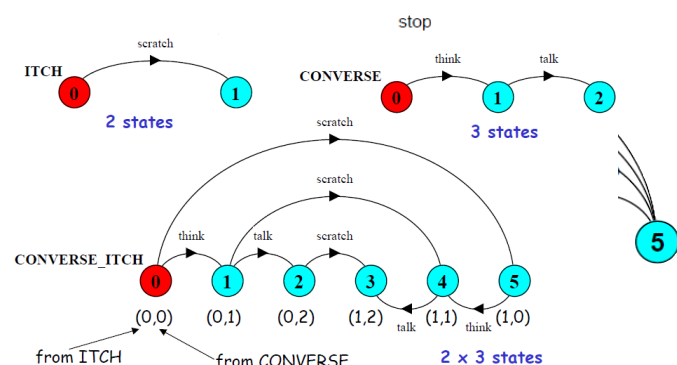 stop
scratch
ITCH
0
1
2 states
think
talk
CONVERSE
0
1
2
3 states
scratch
scratch
think
talk
scratch
CONVERSE_ITCH
0
1
2
3
4
5
talk
think
(0,0)
(0,1)
(0,2)
(1,2)
(1,1)
(1,0)
from ITCH
from CONVERSE
2 x 3 states
5